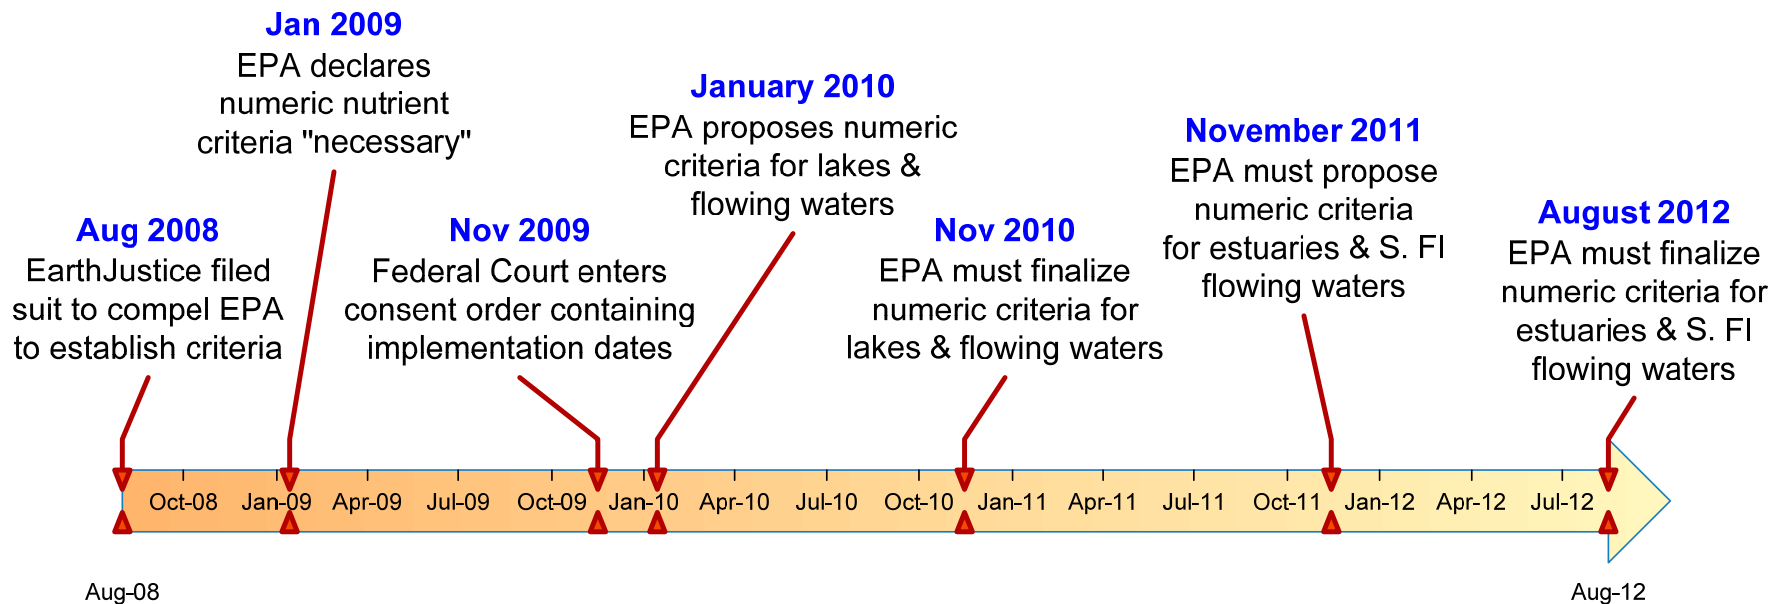 Jan 2009
EPA declares
numeric nutrient
criteria "necessary"
January 2010
EPA proposes numeric
criteria for lakes &
flowing waters
November 2011
EPA must propose
numeric criteria
for estuaries & S. Fl
flowing waters
Aug 2008
EarthJustice filed
suit to compel EPA
to establish criteria
Nov 2009
Federal Court enters
consent order containing
implementation dates
Nov 2010
EPA must finalize
numeric criteria for
lakes & flowing waters
August 2012
EPA must finalize
numeric criteria for
estuaries & S. Fl
flowing waters
Oct-08 Jan-09 Apr-09 Jul-09 Oct-09 Jan-10 Apr-10 Jul-10 Oct-10 Jan-11 Apr-11 Jul-11 Oct-11 Jan-12 Apr-12 Jul-12
Aug-08 Aug-12